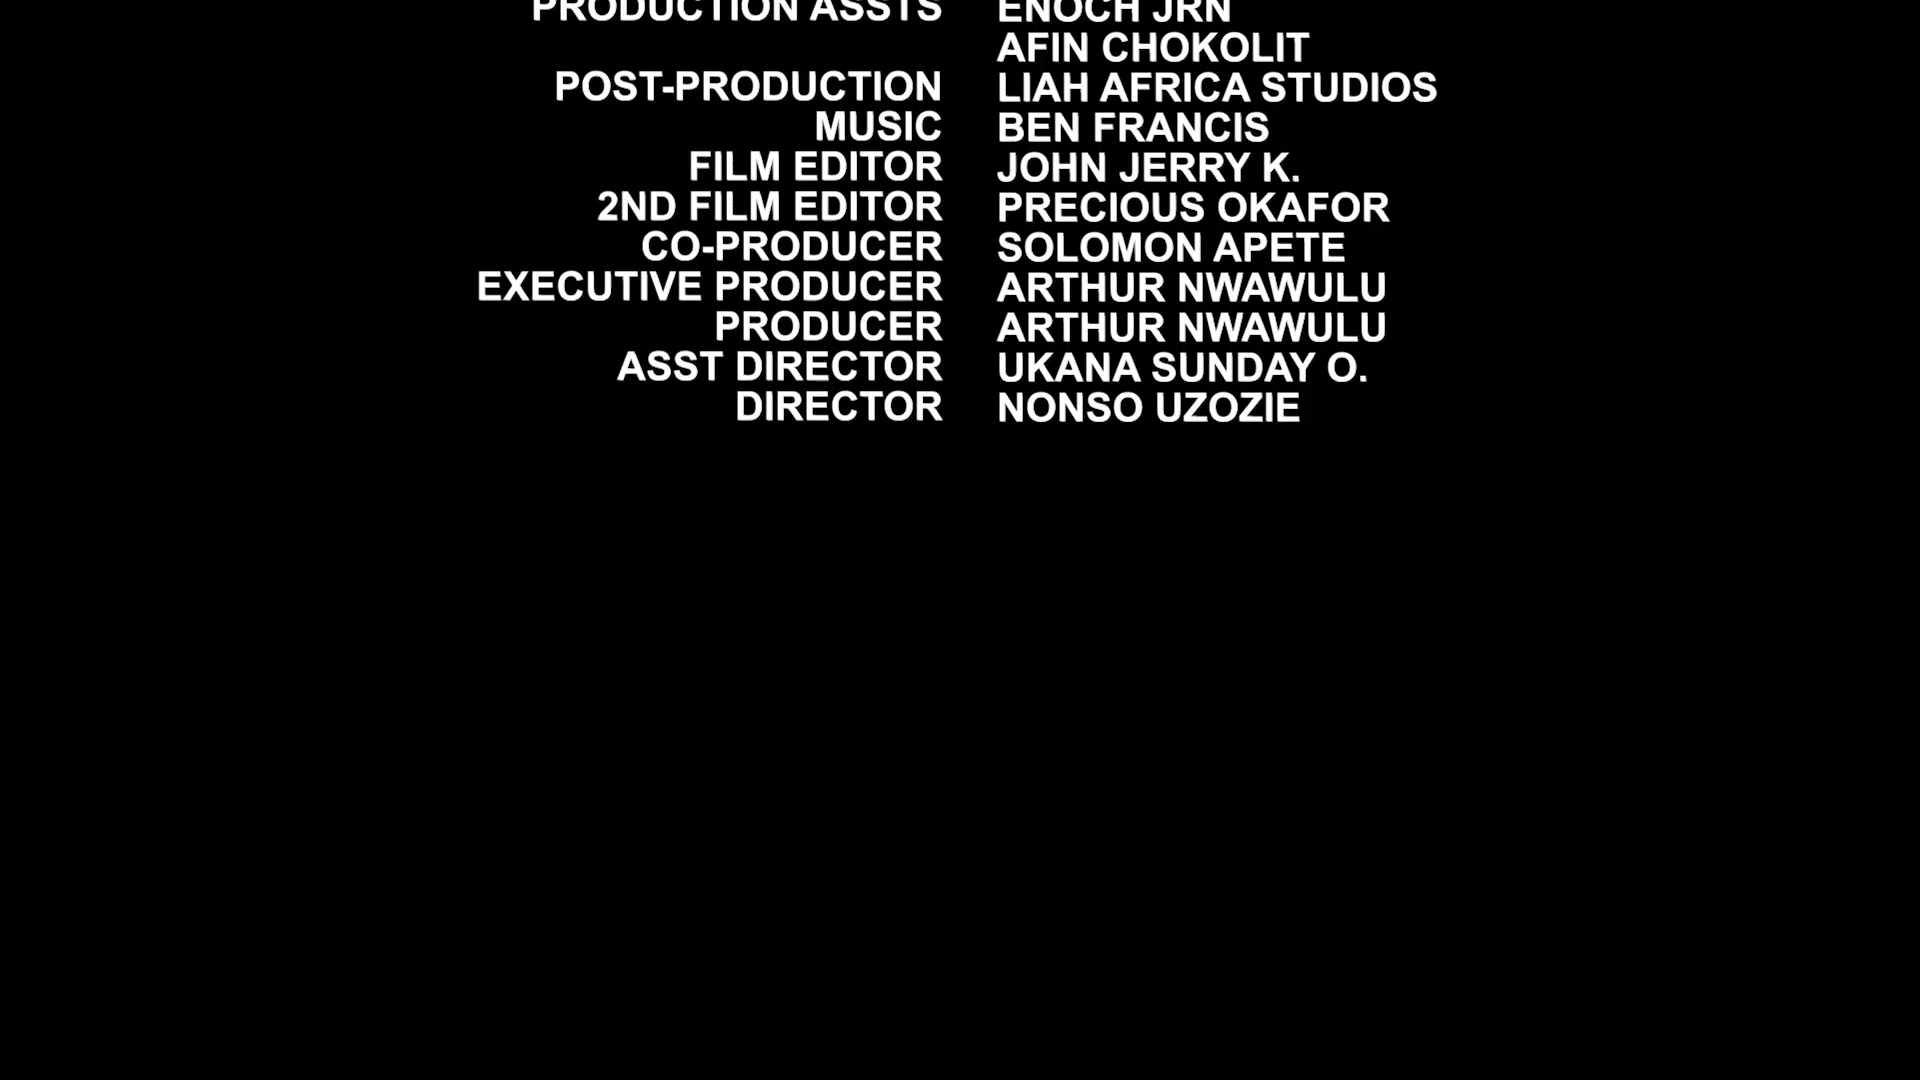 PRODUCTION ASSTS ENOCH JRN
AFIN CHOKOLIT
POST-PRODUCTION LIAH AFRICA STUDIOS
MUSIC BEN FRANCIS
FILM EDITOR JOHN JERRY K.
2ND FILM EDITOR PRECIOUS OKAFOR
CO-PRODUCER SOLOMON APETE
EXECUTIVE PRODUCER ARTHUR NWAWULU
PRODUCER ARTHUR NWAWULU
ASST DIRECTOR UKANA SUNDAY O.
DIRECTOR NONSO UZOZIE